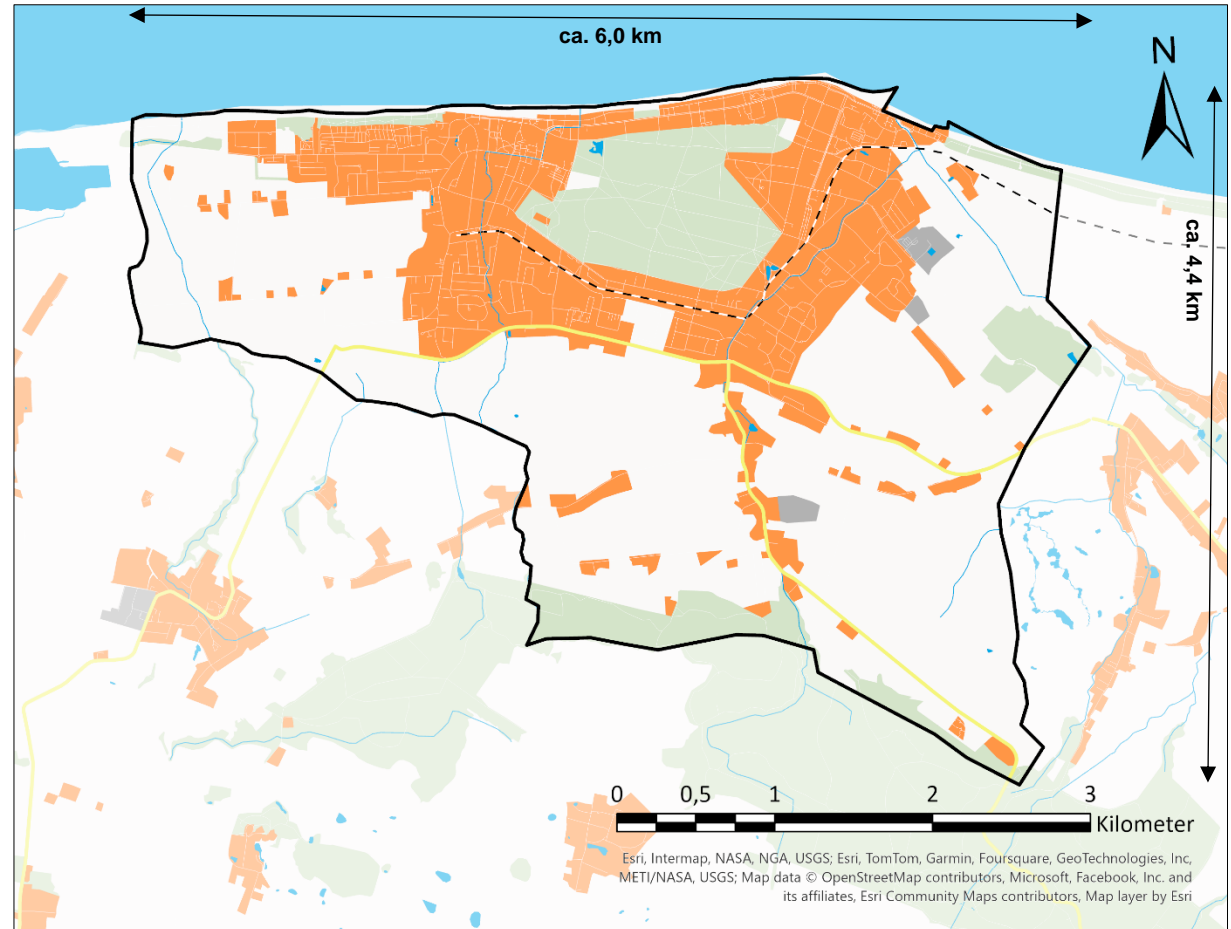 ca. 6,0 km
N
ca, 4,4 km
0 0,5 1 2 3
Kilometer
Esri, Intermap, NASA, NGA, USGS; Esri, TomTom, Garmin, Foursquare, GeoTechnologies, Inc,
METI/NASA, USGS; Map data © OpenStreetMap contributors, Microsoft, Facebook, Inc. and
its affiliates, Esri Community Maps contributors, Map layer by Esri